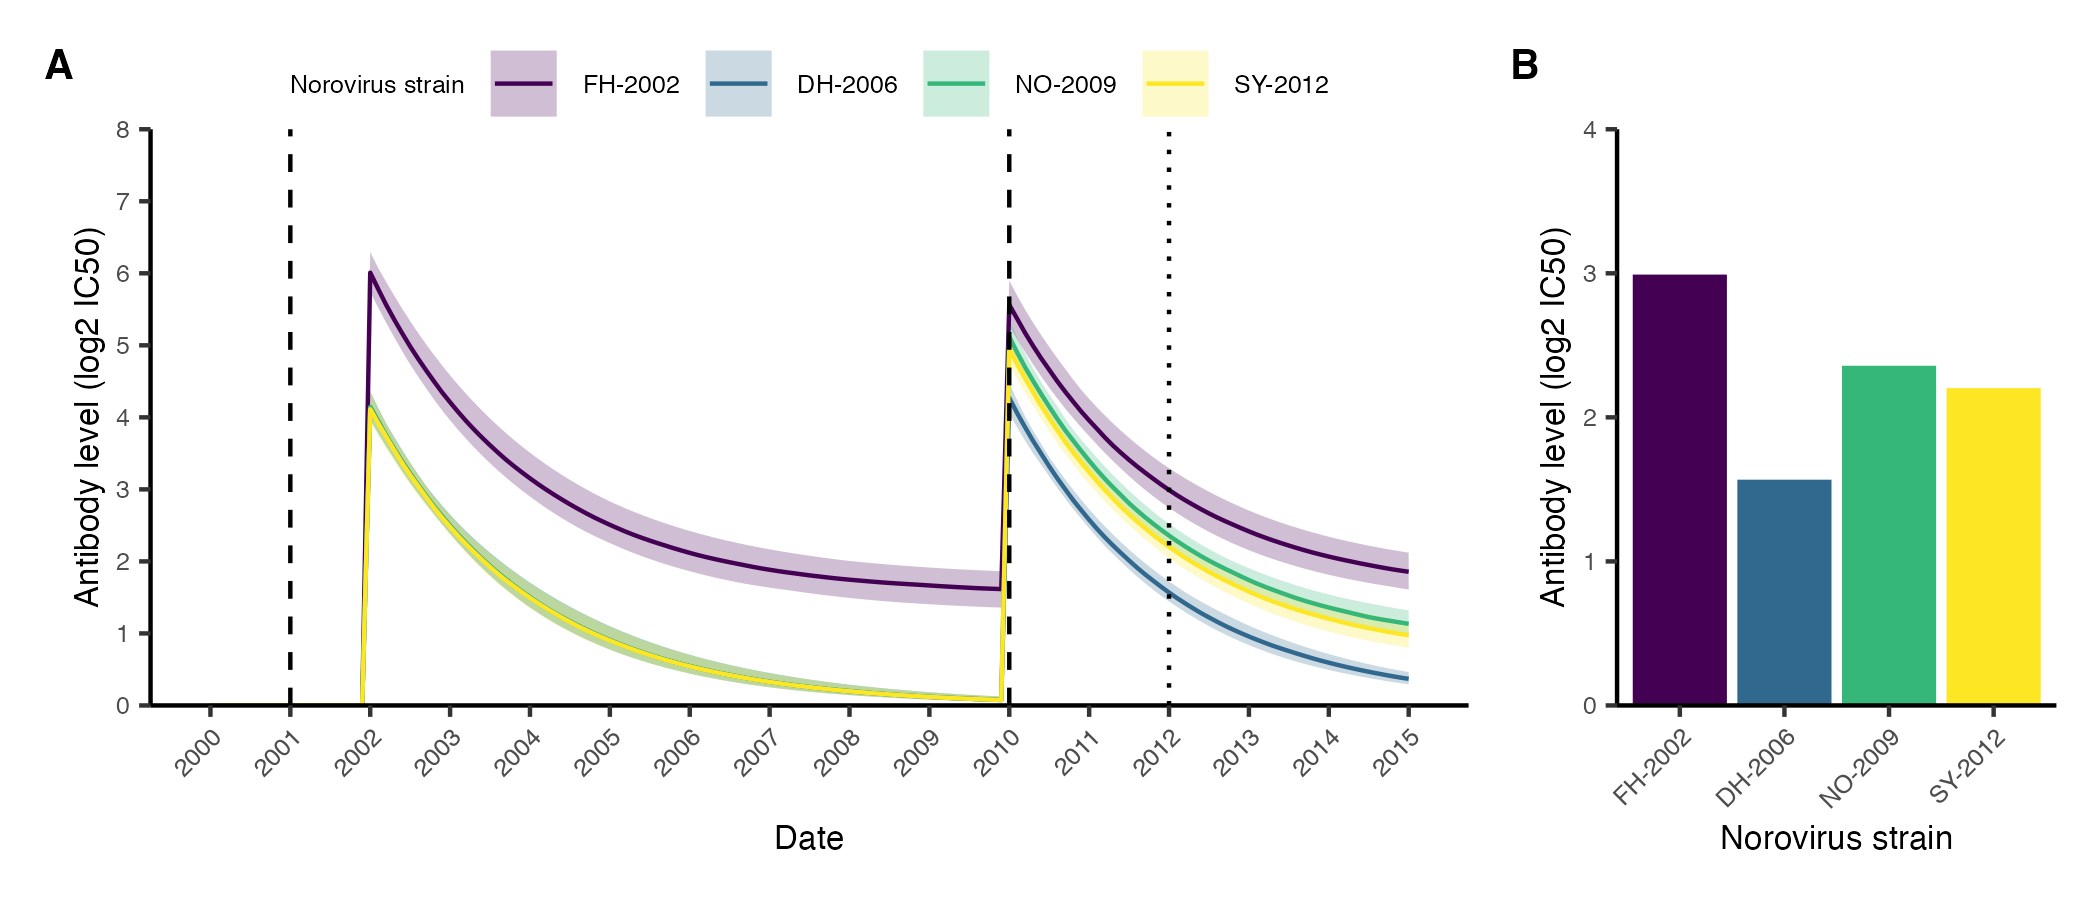 A
Norovirus strain FH-2002 DH-2006 NO-2009 SY-2012
Antibody level (log2 IC50)
8
7
6
5
4
3
2
1
0
2000 2001 2002 2003 2004 2005 2006 2007 2008 2009 2010 2011 2012 2013 2014 2015
Date
B
Antibody level (log2 IC50)
4
3
2
1
0
FH-2002 DH-2006 NO-2009 SY-2012
Norovirus strain